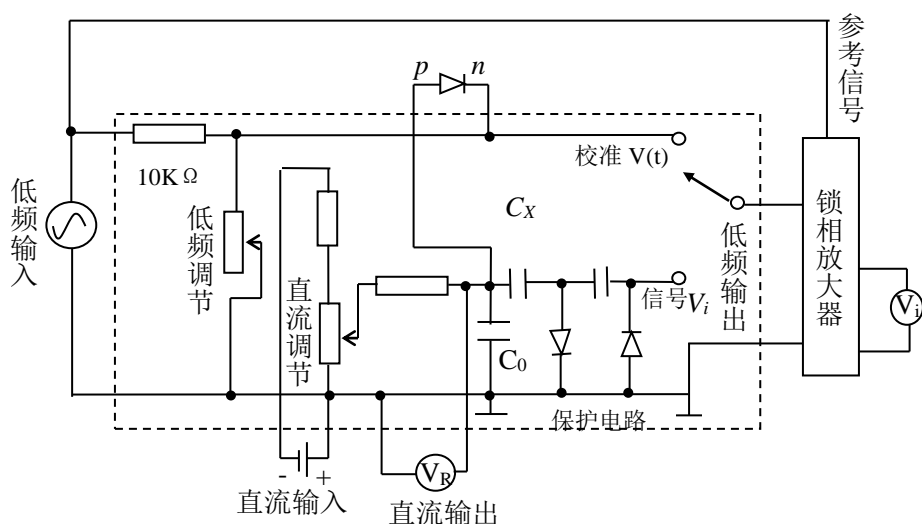 参考信号
p n
低频输入
10K Ω
校准 V(t)
低频调节
C_X
直流调节
低频输出
锁相放大器
信号V_i
V_i
C_0
保护电路
- +
V_R
直流输入
直流输出